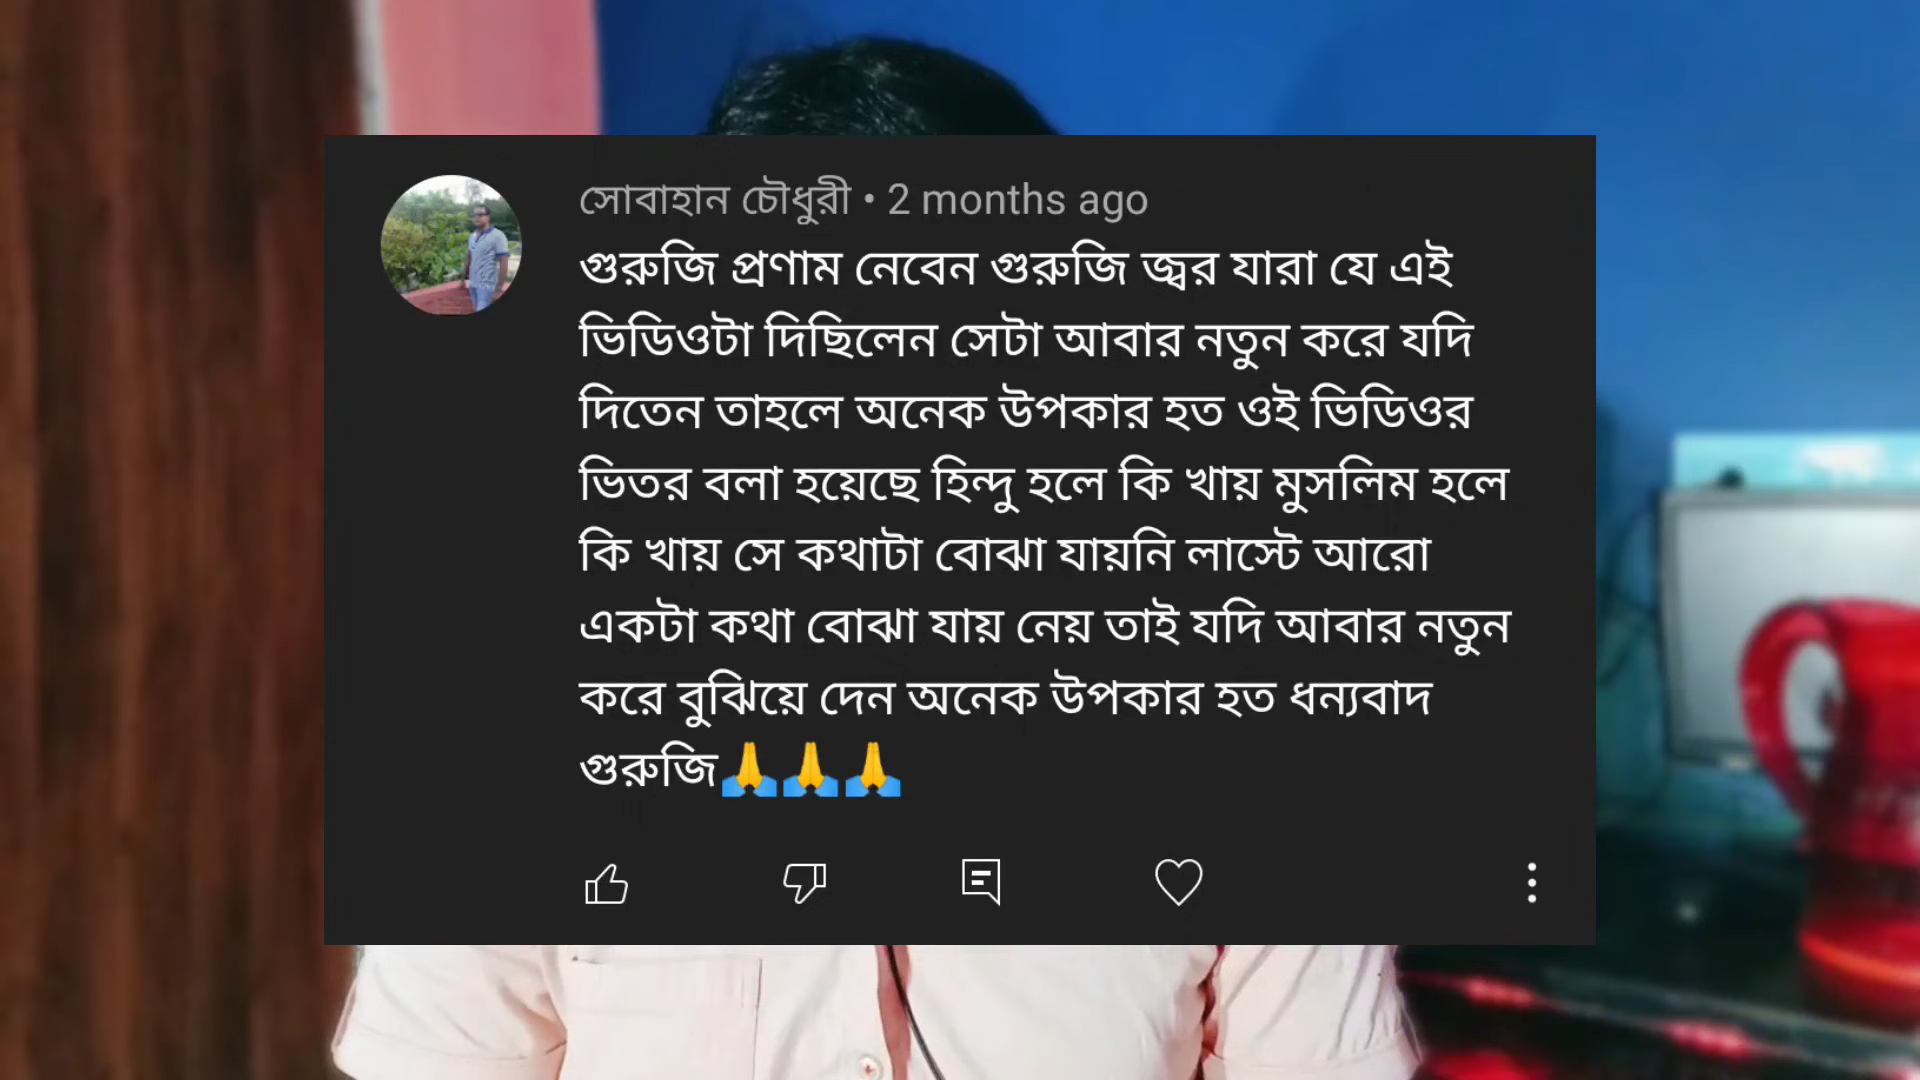 সোবাহান চৌধুরী • 2 months ago
গুরুজি প্রণাম নেবেন গুরুজি জ্বর যারা যে এই
ভিডিওটা দিছিলেন সেটা আবার নতুন করে যদি
দিতেন তাহলে অনেক উপকার হত ওই ভিডিওর
ভিতর বলা হয়েছে হিন্দু হলে কি খায় মুসলিম হলে
কি খায় সে কথাটা বোঝা যায়নি লাস্টে আরো
একটা কথা বোঝা যায় নেয় তাই যদি আবার নতুন
করে বুঝিয়ে দেন অনেক উপকার হত ধন্যবাদ
গুরুজি🙏🙏🙏